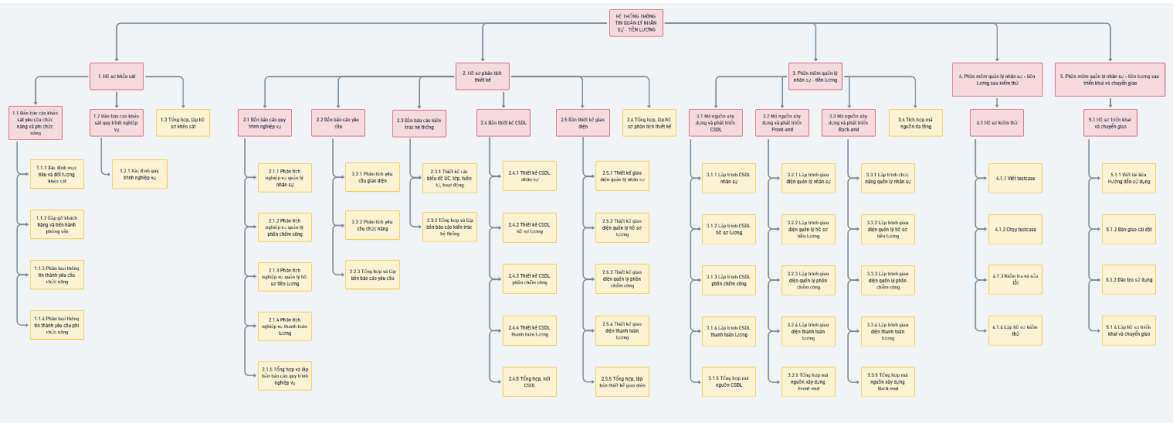 HỆ THỐNG THÔNG
TIN QUẢN LÝ NHÂN
SỰ - TIỀN LƯƠNG
1. Hồ sơ khảo sát
2. Hồ sơ phân tích
thiết kế
3. Phần mềm quản lý
nhân sự - tiền lương
4. Phần mềm quản lý nhân sự - tiền
lương sau kiểm thử
5. Phần mềm quản lý nhân sự - tiền lương sau
triển khai và chuyển giao
1.1 Bản báo cáo khảo
sát yêu cầu chức
năng và phi chức
năng
1.2 Bản báo cáo khảo
sát quy trình nghiệp
vụ
1.3 Tổng hợp, lập hồ
sơ khảo sát
2.1 Bản báo cáo quy
trình nghiệp vụ
2.2 Bản báo cáo yêu
cầu
2.3 Bản báo cáo kiến
trúc hệ thống
2.4 Bản thiết kế CSDL
2.5 Bản thiết kế giao diện
2.6 Tổng hợp, lập hồ
sơ phân tích thiết kế
3.1 Mã nguồn xây
dựng và phát triển
CSDL
3.2 Mã nguồn xây
dựng và phát triển
Front-end
3.3 Mã nguồn xây
dựng và phát triển
Back-end
3.4 Tích hợp mã
nguồn đa tầng
4.1 Hồ sơ kiểm thử
5.1 Hồ sơ triển khai
và chuyển giao
1.1.1 Xác định mục
tiêu và đối tượng
khảo sát
1.1.2 Gặp gỡ khách
hàng và tiến hành
phỏng vấn
1.1.3 Phân loại thông
tin thành yêu cầu
chức năng
1.1.4 Phân loại thông
tin thành yêu cầu phi
chức năng
1.2.1 Xác định quy
trình nghiệp vụ
2.1.1 Phân tích
nghiệp vụ quản lý
nhân sự
2.1.2 Phân tích
nghiệp vụ quản lý
phần chấm công
2.1.3 Phân tích
nghiệp vụ quản lý hồ
sơ tiền lương
2.1.4 Phân tích
nghiệp vụ thanh toán
lương
2.1.5 Tổng hợp và lập
bản báo cáo quy trình
nghiệp vụ
2.2.1 Phân tích yêu
cầu giao diện
2.2.2 Phân tích yêu
cầu chức năng
2.2.3 Tổng hợp và lập
bản báo cáo yêu cầu
2.3.1 Thiết kế các
biểu đồ UC, lớp, tuần
tự, hoạt động
2.3.2 Tổng hợp và lập
bản báo cáo kiến trúc
hệ thống
2.4.1 Thiết kế CSDL
nhân sự
2.4.2 Thiết kế CSDL
hồ sơ lương
2.4.3 Thiết kế CSDL
phần chấm công
2.4.4 Thiết kế CSDL
thanh toán lương
2.4.5 Tổng hợp, nối
CSDL
2.5.1 Thiết kế giao
diện quản lý nhân sự
2.5.2 Thiết kế giao
diện quản lý hồ sơ
lương
2.5.3 Thiết kế giao
diện quản lý phần
chấm công
2.5.4 Thiết kế giao
diện thanh toán
lương
2.5.5 Tổng hợp, lập
bản thiết kế giao diện
3.1.1 Lập trình CSDL
nhân sự
3.1.2 Lập trình CSDL
hồ sơ lương
3.1.3 Lập trình CSDL
phần chấm công
3.1.4 Lập trình CSDL
thanh toán lương
3.1.5 Tổng hợp mã
nguồn CSDL
3.2.1 Lập trình giao
diện quản lý nhân sự
3.2.2 Lập trình giao
diện quản lý hồ sơ
tiền lương
3.2.3 Lập trình giao
diện quản lý phần
chấm công
3.2.4 Lập trình giao
diện thanh toán
lương
3.2.5 Tổng hợp mã
nguồn xây dựng
Front-end
3.3.1 Lập trình chức
năng quản lý nhân sự
3.3.2 Lập trình giao
diện quản lý hồ sơ
tiền lương
3.3.3 Lập trình giao
diện quản lý phần
chấm công
3.3.4 Lập trình giao
diện thanh toán
lương
3.3.5 Tổng hợp mã
nguồn xây dựng
Back-end
4.1.1 Viết testcase
4.1.2 Chạy testcase
4.1.3 Kiểm tra và sửa
lỗi
4.1.4 Lập hồ sơ kiểm
thử
5.1.1 Viết tài liệu
Hướng dẫn sử dụng
5.1.2 Bàn giao cài đặt
5.1.3 Đào tạo sử dụng
5.1.4 Lập hồ sơ triển
khai và chuyển giao